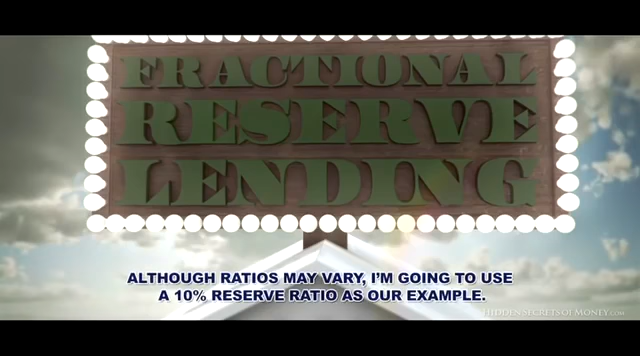 FRACTIONAL
RESERVE
LENDING
ALTHOUGH RATIOS MAY VARY, I'M GOING TO USE
A 10% RESERVE RATIO AS OUR EXAMPLE.
HIDDEN SECRETS OF MONEY.COM